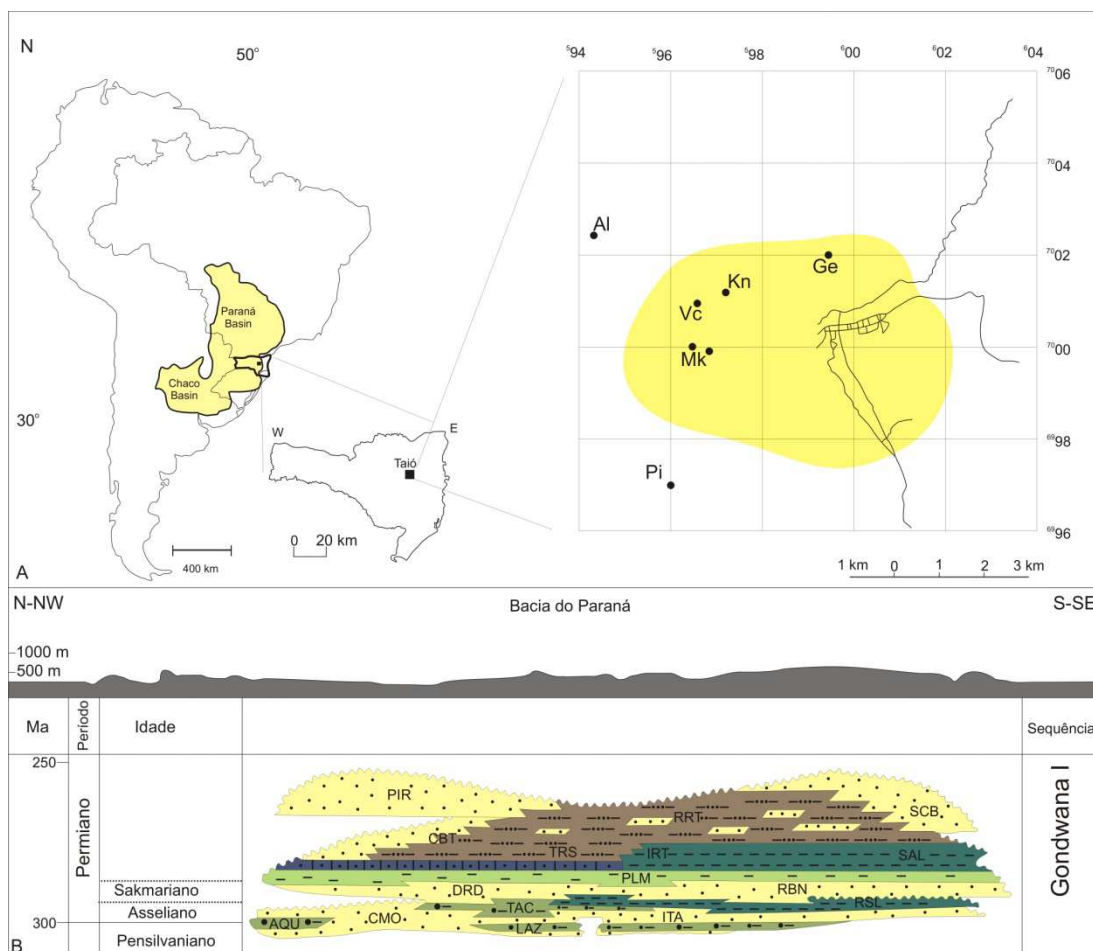 N
50°
30°
Paraná
Basin
Chaco
Basin
W
E
Taió
0 20 km
400 km
A
⁵94
⁵96
⁵98
⁶00
⁶02
⁶04
⁷⁰06
⁷⁰04
⁷⁰02
⁷⁰00
⁶⁹98
⁶⁹96
Al
Ge
Kn
Vc
Mk
Pi
1 km 0 1 2 3 km
N-NW
Bacia do Paraná
S-SE
1000 m
500 m
Ma
Período
Idade
Sequência
250
300
Permiano
Sakmariano
Asseliano
Pensilvaniano
PIR
SCB
RRT
CBT
TRS
IRT
SAL
PLM
DRD
RBN
RSL
TAC
CMO
ITA
AQU
LAZ
Gondwana I
B